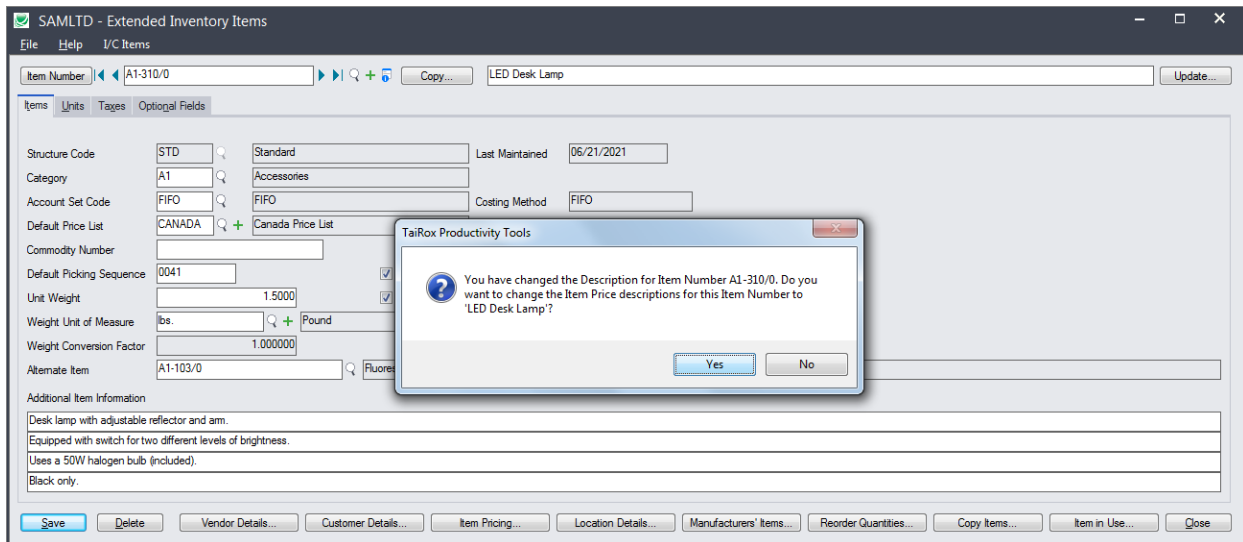 SAMLTD - Extended Inventory Items
File Help I/C Items
Item Number A1-310/0 Copy... LED Desk Lamp Update...
Items Units Taxes Optional Fields
Structure Code STD Standard Last Maintained 06/21/2021
Category A1 Accessories
Account Set Code FIFO FIFO Costing Method FIFO
Default Price List CANADA Canada Price List
Commodity Number
Default Picking Sequence 0041
Unit Weight 1.5000
Weight Unit of Measure lbs. Pound
Weight Conversion Factor 1.000000
Alternate Item A1-103/0
TaiRox Productivity Tools
You have changed the Description for Item Number A1-310/0. Do you
want to change the Item Price descriptions for this Item Number to
'LED Desk Lamp'?
Yes No
Additional Item Information
Desk lamp with adjustable reflector and arm.
Equipped with switch for two different levels of brightness.
Uses a 50W halogen bulb (included).
Black only.
Save Delete Vendor Details... Customer Details... Item Pricing... Location Details... Manufacturers' Items... Reorder Quantities... Copy Items... Item in Use... Close